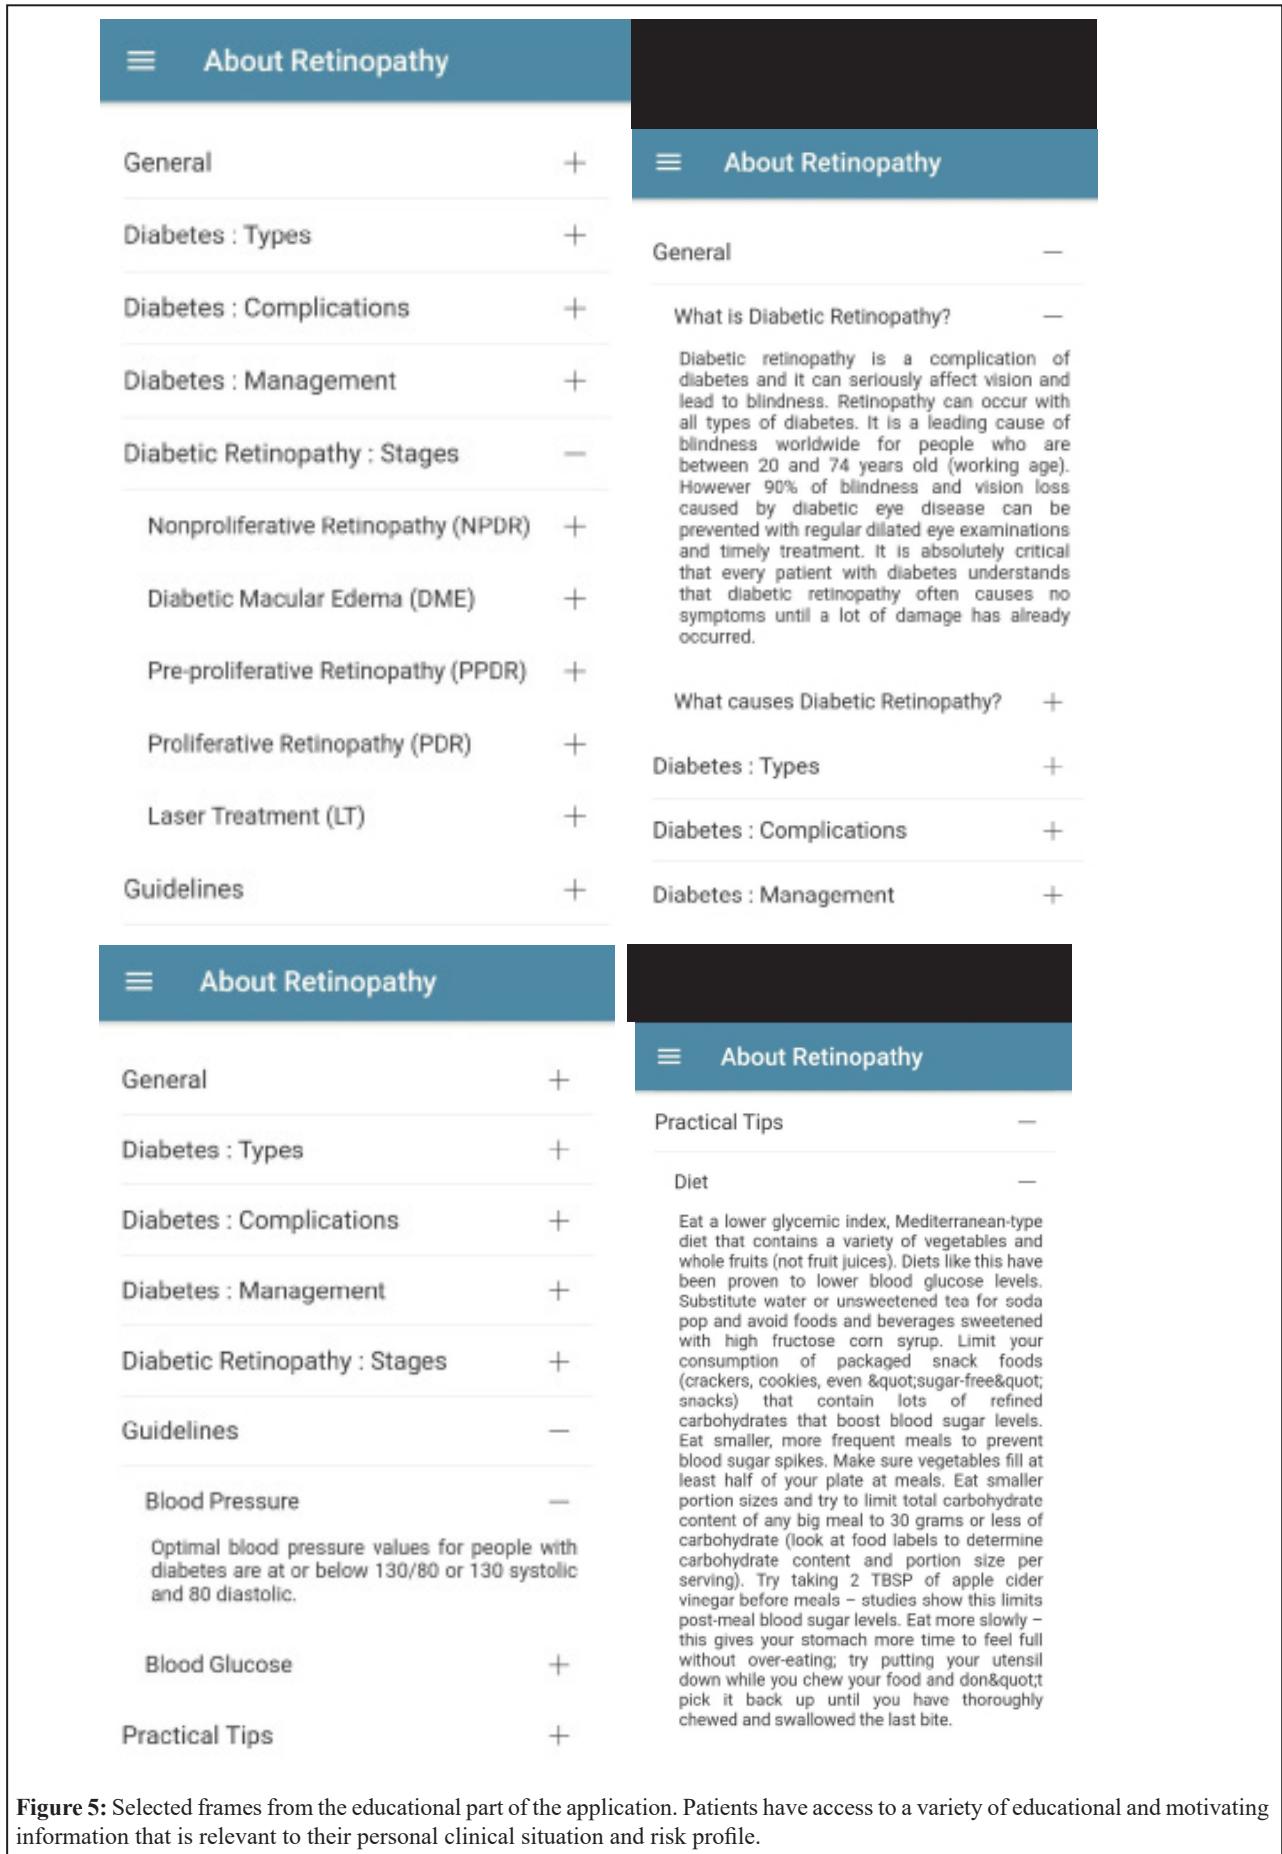 About Retinopathy
General
Diabetes : Types
Diabetes : Complications
Diabetes : Management
Diabetic Retinopathy : Stages
Nonproliferative Retinopathy (NPDR)
Diabetic Macular Edema (DME)
Pre-proliferative Retinopathy (PPDR)
Proliferative Retinopathy (PDR)
Laser Treatment (LT)
Guidelines
About Retinopathy
General
What is Diabetic Retinopathy?
Diabetic retinopathy is a complication of
diabetes and it can seriously affect vision and
lead to blindness. Retinopathy can occur with
all types of diabetes. It is a leading cause of
blindness worldwide for people who are
between 20 and 74 years old (working age).
However 90% of blindness and vision loss
caused by diabetic eye disease can be
prevented with regular dilated eye examinations
and timely treatment. It is absolutely critical
that every patient with diabetes understands
that diabetic retinopathy often causes no
symptoms until a lot of damage has already
occurred.
What causes Diabetic Retinopathy?
Diabetes : Types
Diabetes : Complications
Diabetes : Management
About Retinopathy
General
Diabetes : Types
Diabetes : Complications
Diabetes : Management
Diabetic Retinopathy : Stages
Guidelines
Blood Pressure
Optimal blood pressure values for people with
diabetes are at or below 130/80 or 130 systolic
and 80 diastolic.
Blood Glucose
Practical Tips
About Retinopathy
Practical Tips
Diet
Eat a lower glycemic index, Mediterranean-type
diet that contains a variety of vegetables and
whole fruits (not fruit juices). Diets like this have
been proven to lower blood glucose levels.
Substitute water or unsweetened tea for soda
pop and avoid foods and beverages sweetened
with high fructose corn syrup. Limit your
consumption of packaged snack foods
(crackers, cookies, even &quot;sugar-free&quot;
snacks) that contain lots of refined
carbohydrates that boost blood sugar levels.
Eat smaller, more frequent meals to prevent
blood sugar spikes. Make sure vegetables fill at
least half of your plate at meals. Eat smaller
portion sizes and try to limit total carbohydrate
content of any big meal to 30 grams or less of
carbohydrate (look at food labels to determine
carbohydrate content and portion size per
serving). Try taking 2 TBSP of apple cider
vinegar before meals – studies show this limits
post-meal blood sugar levels. Eat more slowly –
this gives your stomach more time to feel full
without over-eating; try putting your utensil
down while you chew your food and don&quot;t
pick it back up until you have thoroughly
chewed and swallowed the last bite.
Figure 5: Selected frames from the educational part of the application. Patients have access to a variety of educational and motivating
information that is relevant to their personal clinical situation and risk profile.